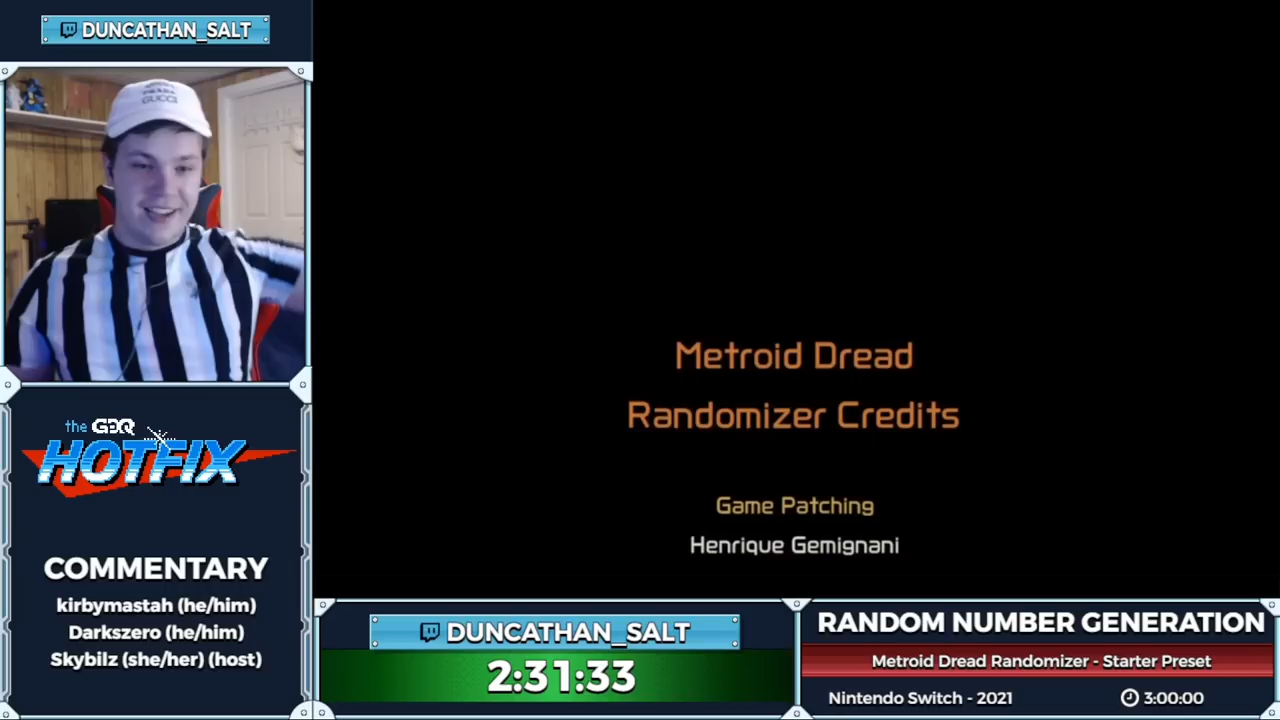 DUNCATHAN_SALT
GUCCI
the GDQ
HOTFIX
COMMENTARY
kirbymastah (he/him)
Darkszero (he/him)
Skybilz (she/her) (host)
Metroid Dread
Randomizer Credits
Game Patching
Henrique Gemignani
DUNCATHAN_SALT
2:31:33
RANDOM NUMBER GENERATION
Metroid Dread Randomizer - Starter Preset
Nintendo Switch - 2021
3:00:00